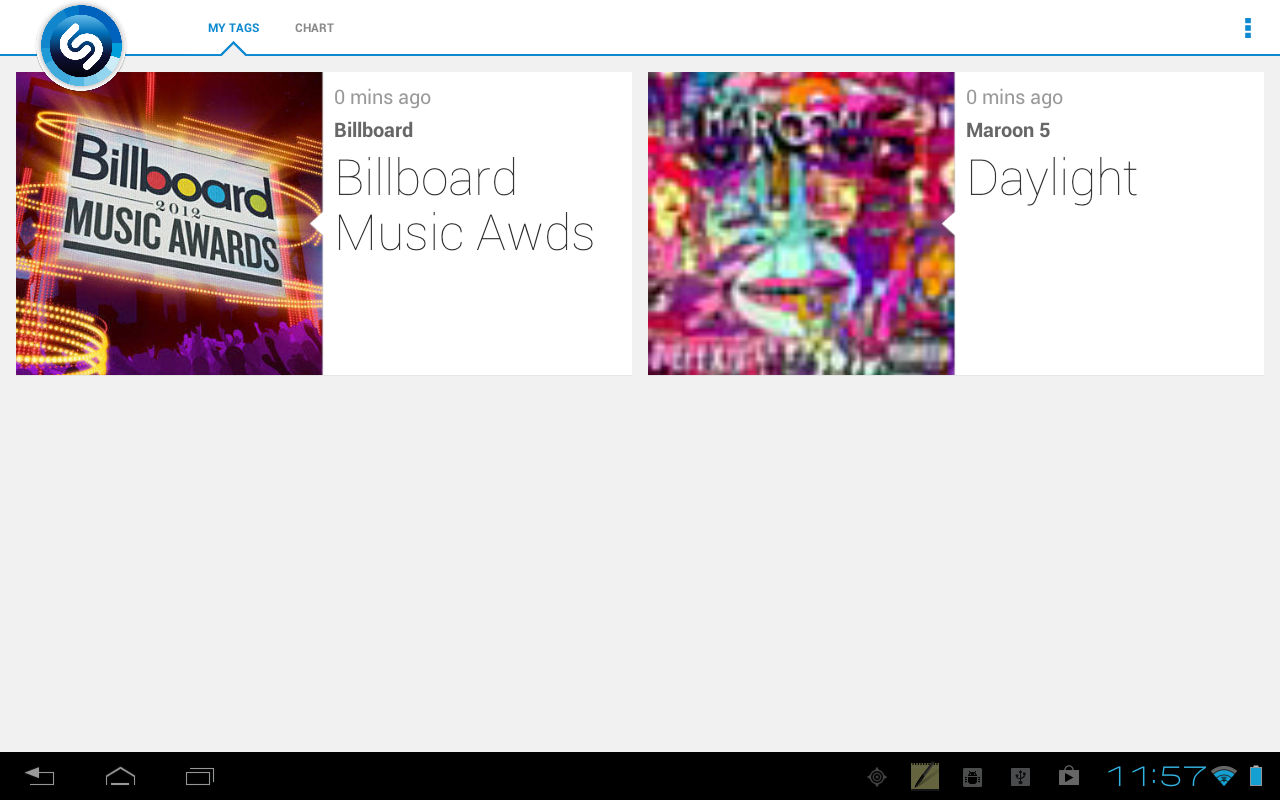 MY TAGS
CHART
Billboard
2012
MUSIC AWARDS
0 mins ago
Billboard
Billboard
Music Awds
MAROON 5
0 mins ago
Maroon 5
Daylight
11:57